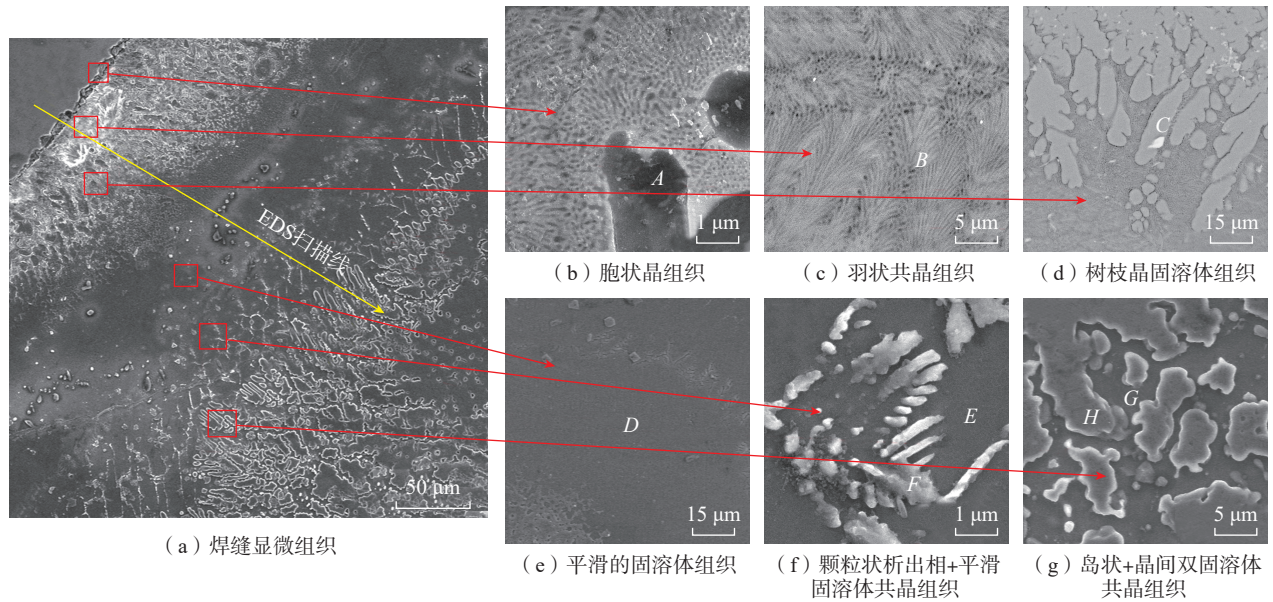 EDS扫描线
50 μm
（a）焊缝显微组织
A
1 μm
（b）胞状晶组织
B
5 μm
（c）羽状共晶组织
C
15 μm
（d）树枝晶固溶体组织
D
15 μm
（e）平滑的固溶体组织
E
F
1 μm
（f）颗粒状析出相+平滑
固溶体共晶组织
G
H
5 μm
（g）岛状+晶间双固溶体
共晶组织